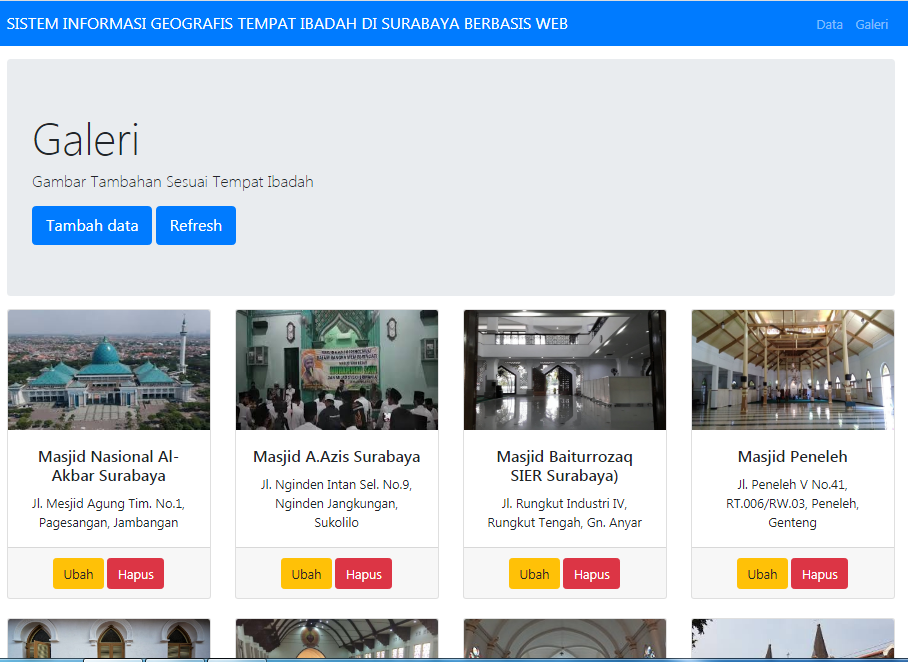 SISTEM INFORMASI GEOGRAFIS TEMPAT IBADAH DI SURABAYA BERBASIS WEB
Data Galeri
Galeri
Gambar Tambahan Sesuai Tempat Ibadah
Tambah data Refresh
Masjid Nasional Al-
Akbar Surabaya
Jl. Mesjid Agung Tim. No.1,
Pagesangan, Jambangan
Ubah Hapus
Masjid A.Azis Surabaya
Jl. Nginden Intan Sel. No.9,
Nginden Jangkungan,
Sukolilo
Ubah Hapus
Masjid Baiturrozaq
SIER Surabaya)
Jl. Rungkut Industri IV,
Rungkut Tengah, Gn. Anyar
Ubah Hapus
Masjid Peneleh
Jl. Peneleh V No.41,
RT.006/RW.03, Peneleh,
Genteng
Ubah Hapus